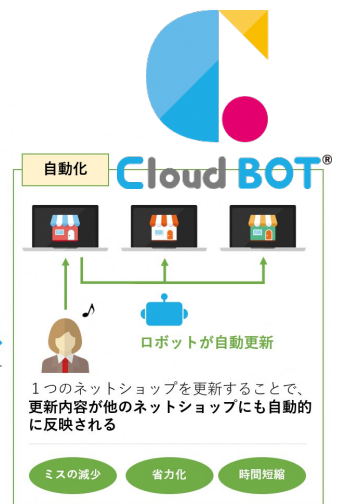 自動化
Cloud BOT®
ロボットが自動更新
１つのネットショップを更新することで、
更新内容が他のネットショップにも自動的
に反映される
ミスの減少
省力化
時間短縮